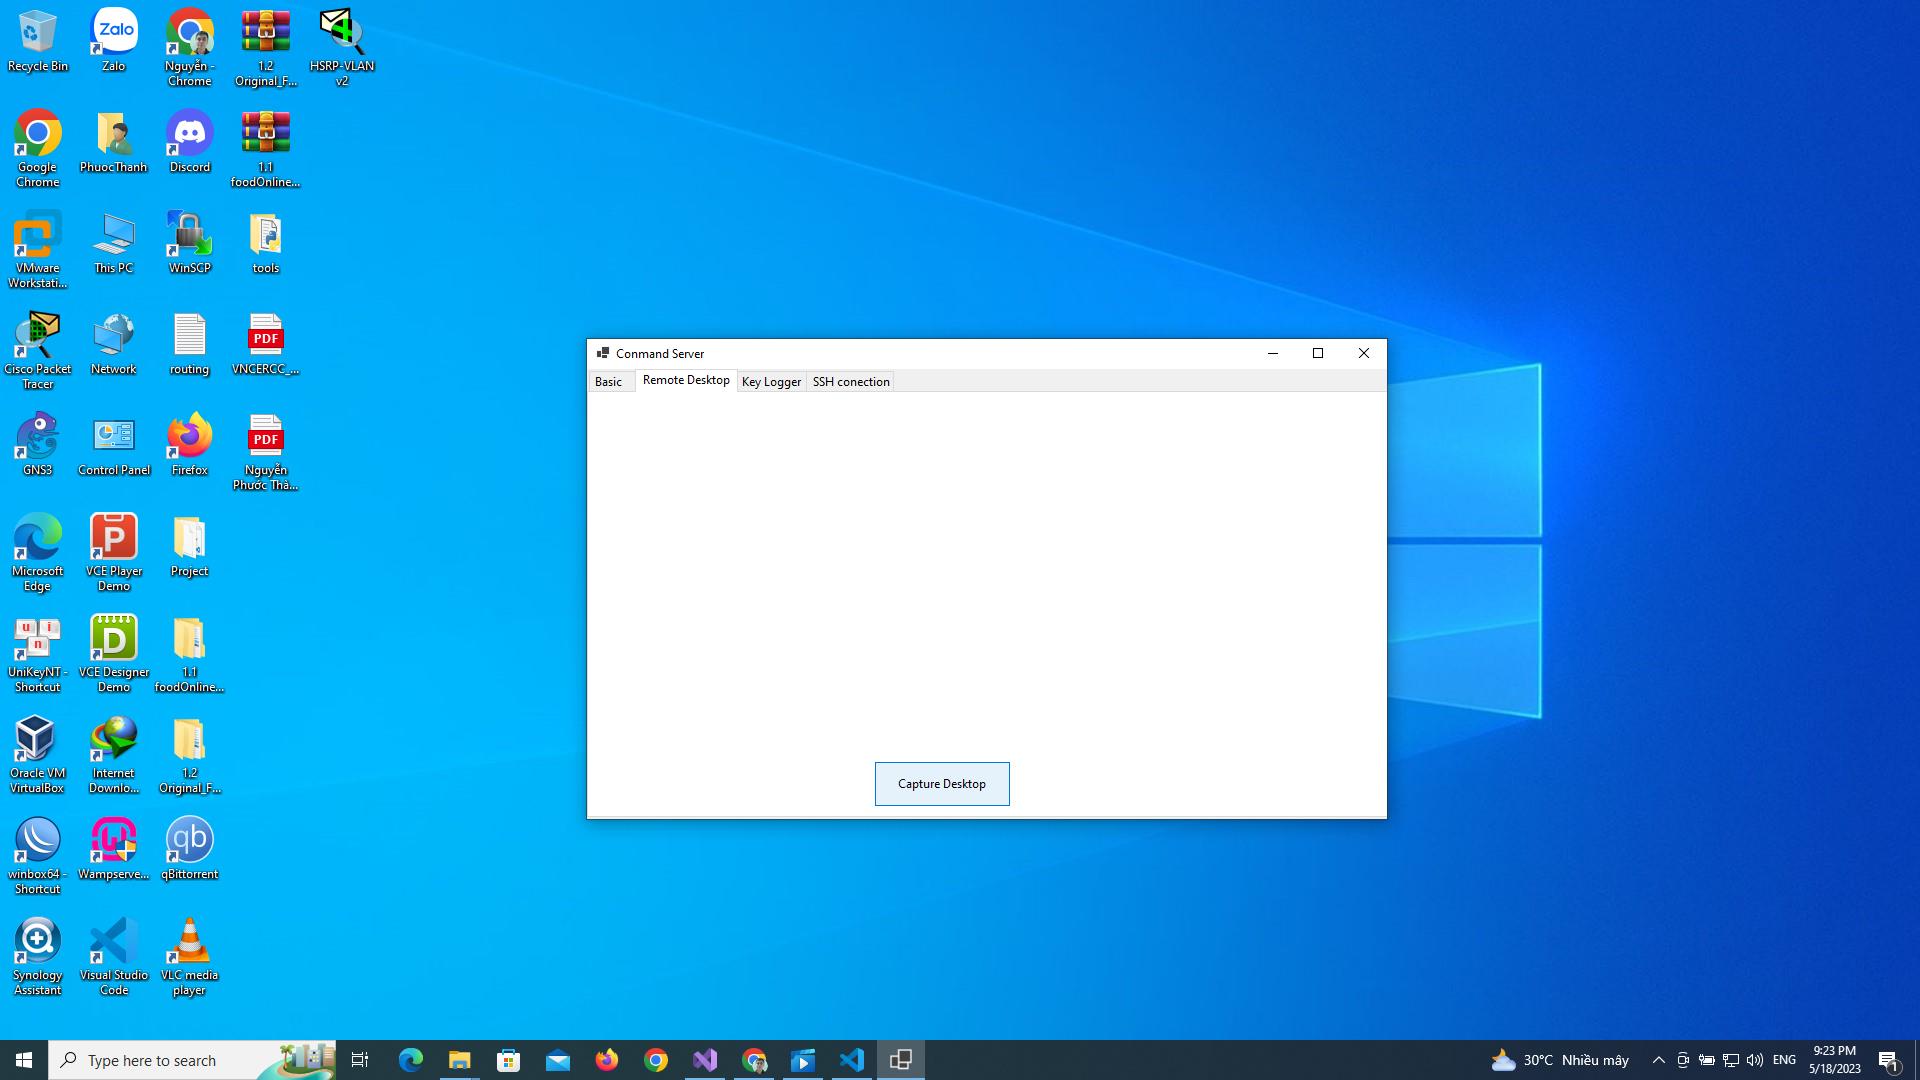 Recycle Bin
Zalo
Zalo
Nguyễn -
Chrome
1.2
Original_F...
HSRP-VLAN
v2
Google
Chrome
PhuocThanh
Discord
1.1
foodOnline...
VMware
Workstati...
This PC
WinSCP
tools
Cisco Packet
Tracer
Network
routing
PDF
VNCERCC_...
GNS3
Control Panel
Firefox
PDF
Nguyễn
Phước Thà...
Microsoft
Edge
P
VCE Player
Demo
Project
u i
n
UniKeyNT -
Shortcut
D
VCE Designer
Demo
1.1
foodOnline...
Oracle VM
VirtualBox
Internet
Downlo...
1.2
Original_F...
winbox64 -
Shortcut
Wampserve...
qb
qBittorrent
Synology
Assistant
Visual Studio
Code
VLC media
player
Conmand Server
Basic
Remote Desktop
Key Logger
SSH conection
Capture Desktop
Type here to search
30°C Nhiều mây
ENG
9:23 PM
5/18/2023
1